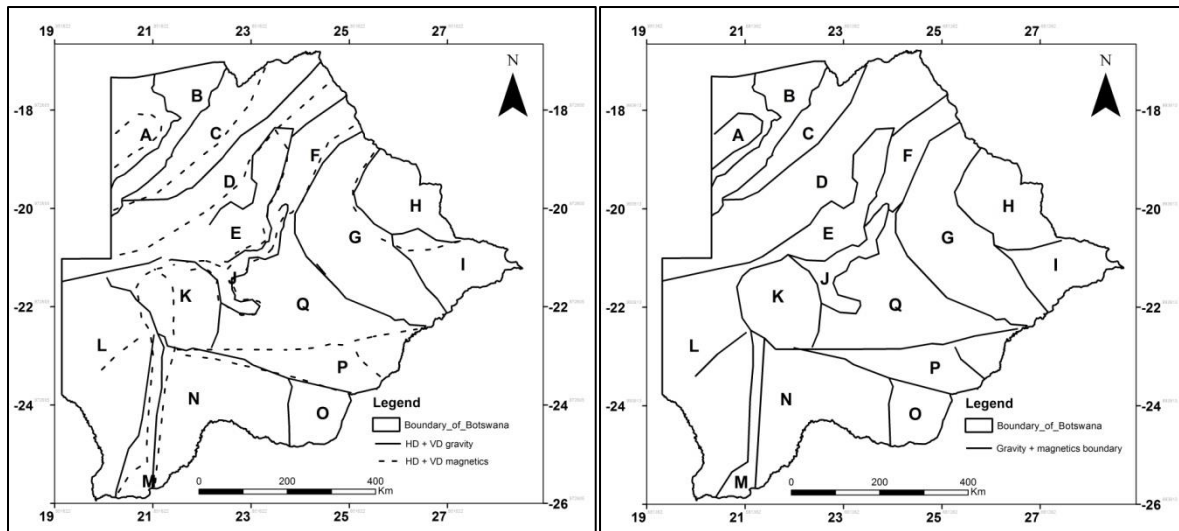 19 21 23 25 27
N
-18
-20
-22
-24
-26
A
B
C
D
E
F
G
H
I
J
K
L
M
N
O
P
Q
Legend
Boundary_of_Botswana
HD + VD gravity
HD + VD magnetics
0 200 400
Km
19 21 23 25 27
N
-18
-20
-22
-24
-26
A
B
C
D
E
F
G
H
I
J
K
L
M
N
O
P
Q
Legend
Boundary_of_Botswana
Gravity + magnetics boundary
0 200 400
Km